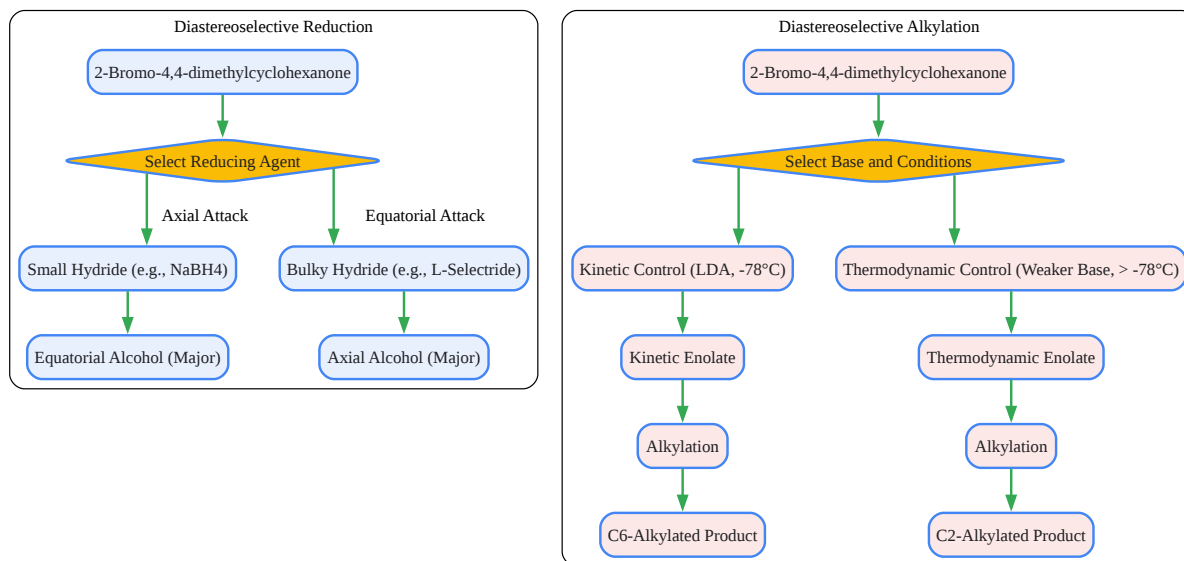 Diastereoselective Reduction
2-Bromo-4,4-dimethylcyclohexanone
Select Reducing Agent
Axial Attack
Equatorial Attack
Small Hydride (e.g., NaBH4)
Bulky Hydride (e.g., L-Selectride)
Equatorial Alcohol (Major)
Axial Alcohol (Major)
Diastereoselective Alkylation
2-Bromo-4,4-dimethylcyclohexanone
Select Base and Conditions
Kinetic Control (LDA, -78°C)
Thermodynamic Control (Weaker Base, > -78°C)
Kinetic Enolate
Thermodynamic Enolate
Alkylation
Alkylation
C6-Alkylated Product
C2-Alkylated Product